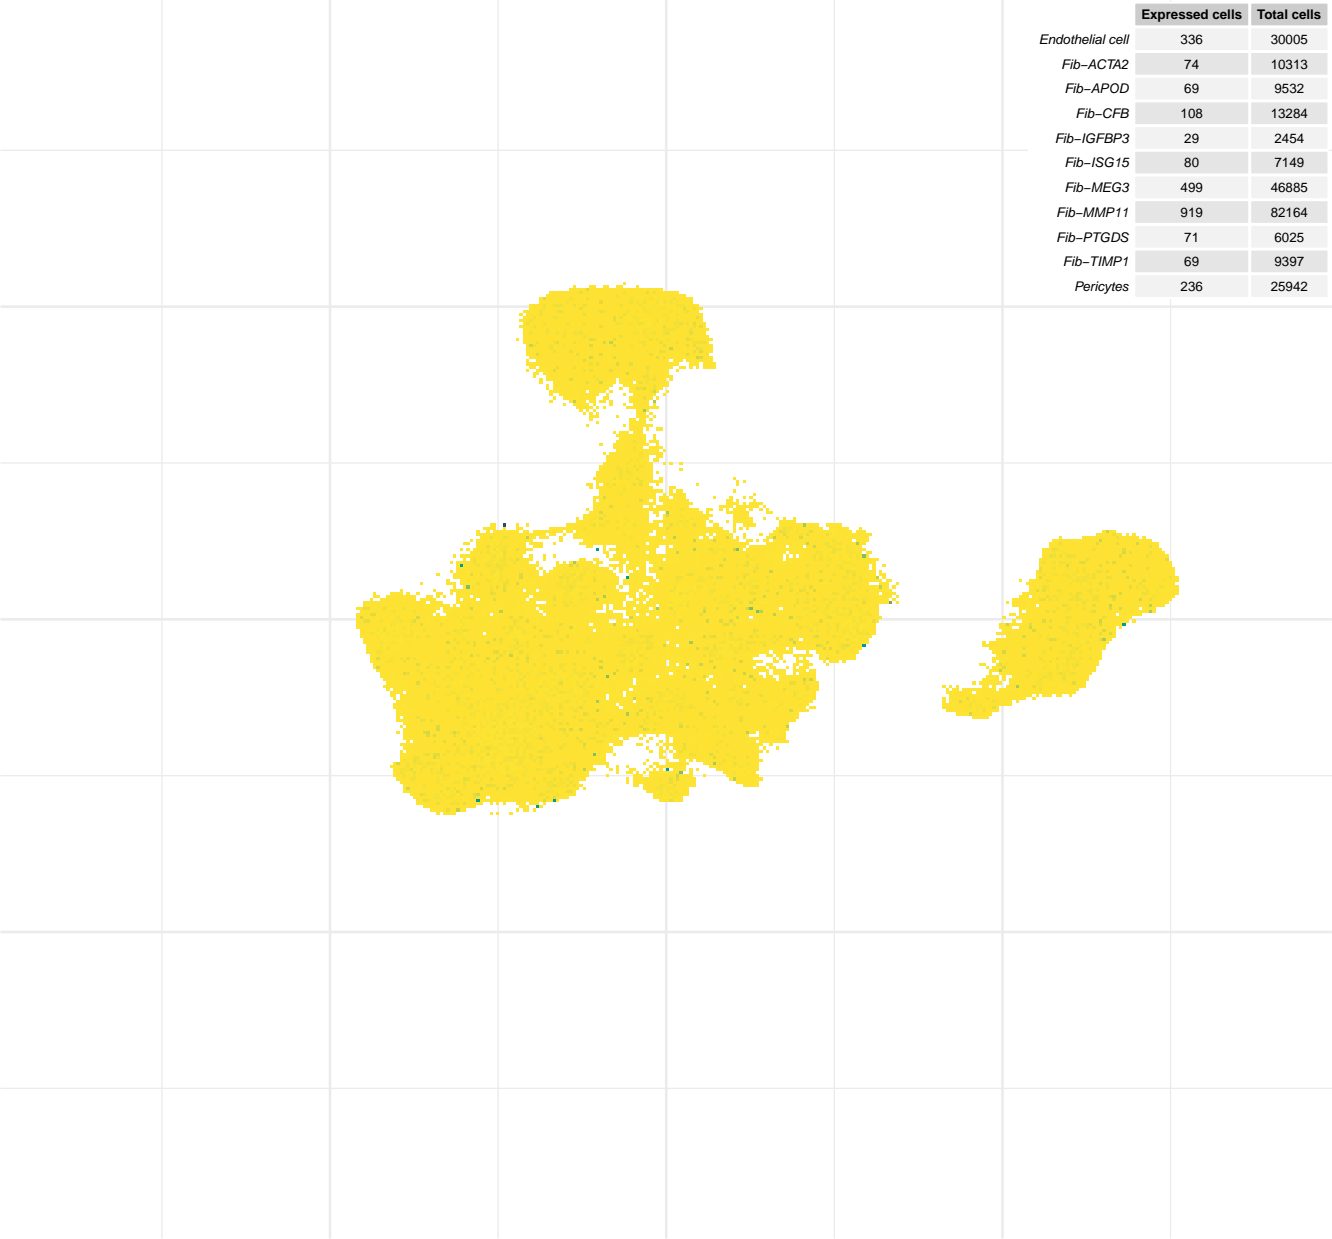 Expressed cells Total cells
Endothelial cell 336 30005
Fib−ACTA2 74 10313
Fib−APOD 69 9532
Fib−CFB 108 13284
Fib−IGFBP3 29 2454
Fib−ISG15 80 7149
Fib−MEG3 499 46885
Fib−MMP11 919 82164
Fib−PTGDS 71 6025
Fib−TIMP1 69 9397
Pericytes 236 25942